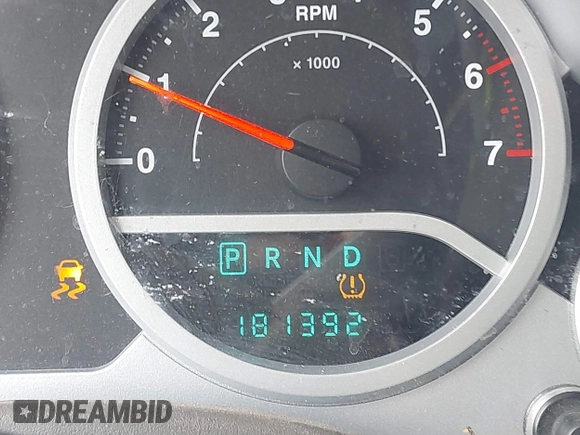 2 5
RPM
1 x 1000 6
0 7
P R N D
181392
DREAMBID